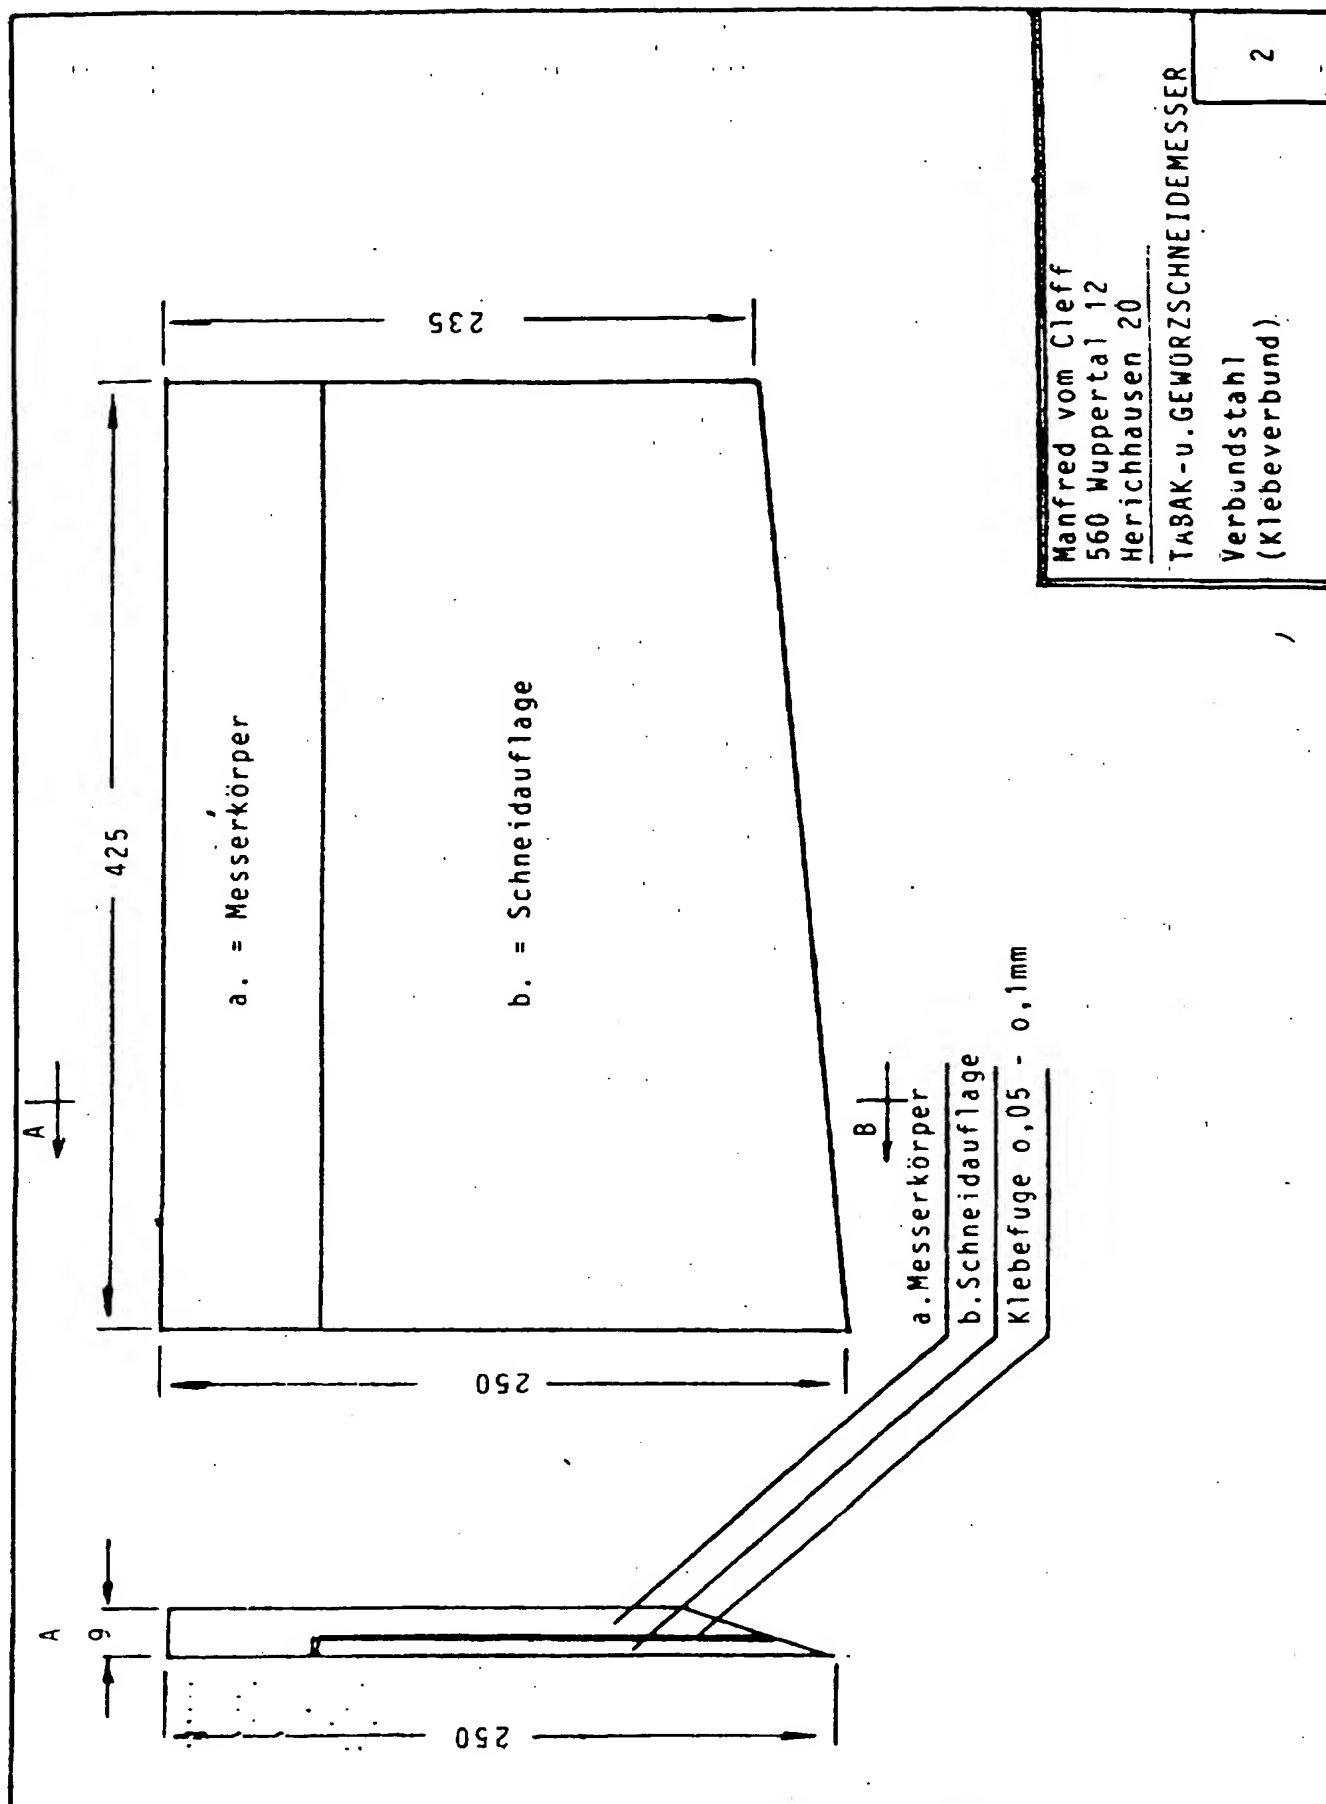 A
9
250
250
A
425
a. = Messerkörper
b. = Schneidauflage
235
B
a.Messerkörper
b.Schneidauflage
Klebefuge o,05 - o,1mm
Manfred vom Cleff
560 Wuppertal 12
Herichhausen 20
TABAK-u.GEWÜRZSCHNEIDEMESSER
Verbundstahl
(Klebeverbund)
2